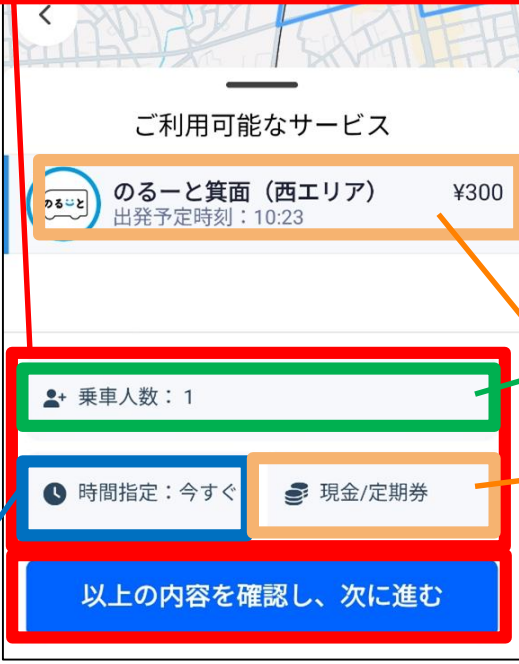 ご利用可能なサービス
のるーと
のるーと箕面（西エリア） ¥300
出発予定時刻：10:23
乗車人数： 1
時間指定：今すぐ 現金/定期券
以上の内容を確認し、次に進む